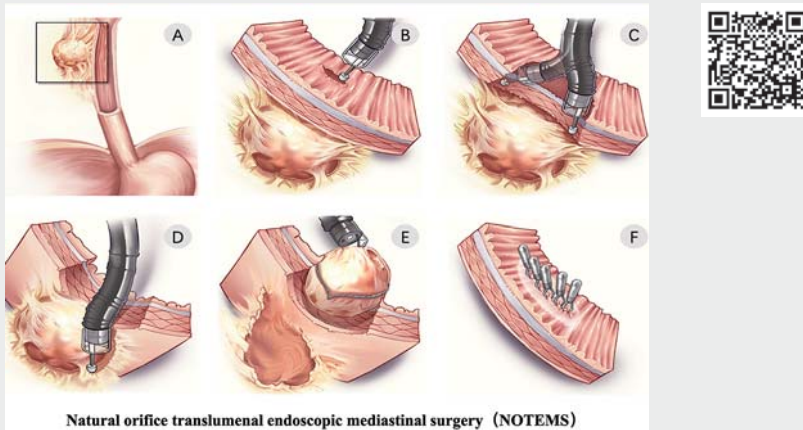 A
B
C
D
E
F
Natural orifice translumenal endoscopic mediastinal surgery（NOTEMS）